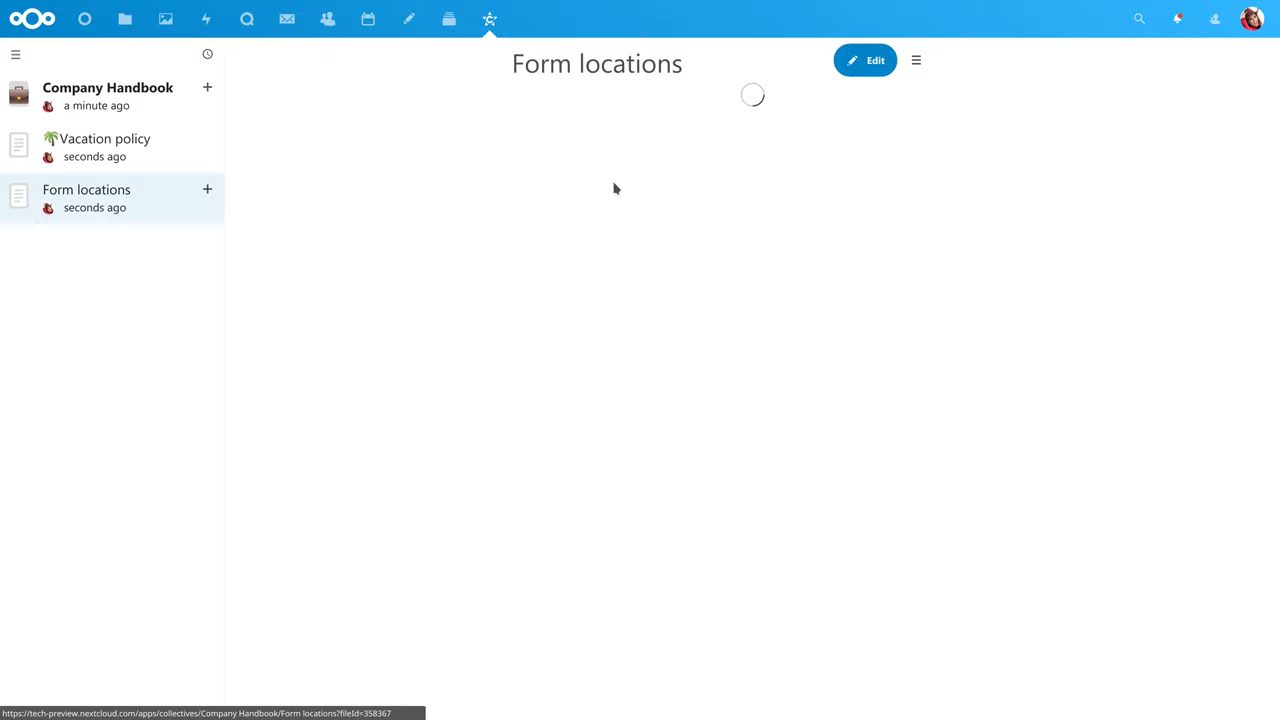 Form locations
Edit
Company Handbook
a minute ago
🌴Vacation policy
seconds ago
Form locations
seconds ago
https://tech-preview.nextcloud.com/apps/collectives/Company Handbook/Form locations?fileId=358367